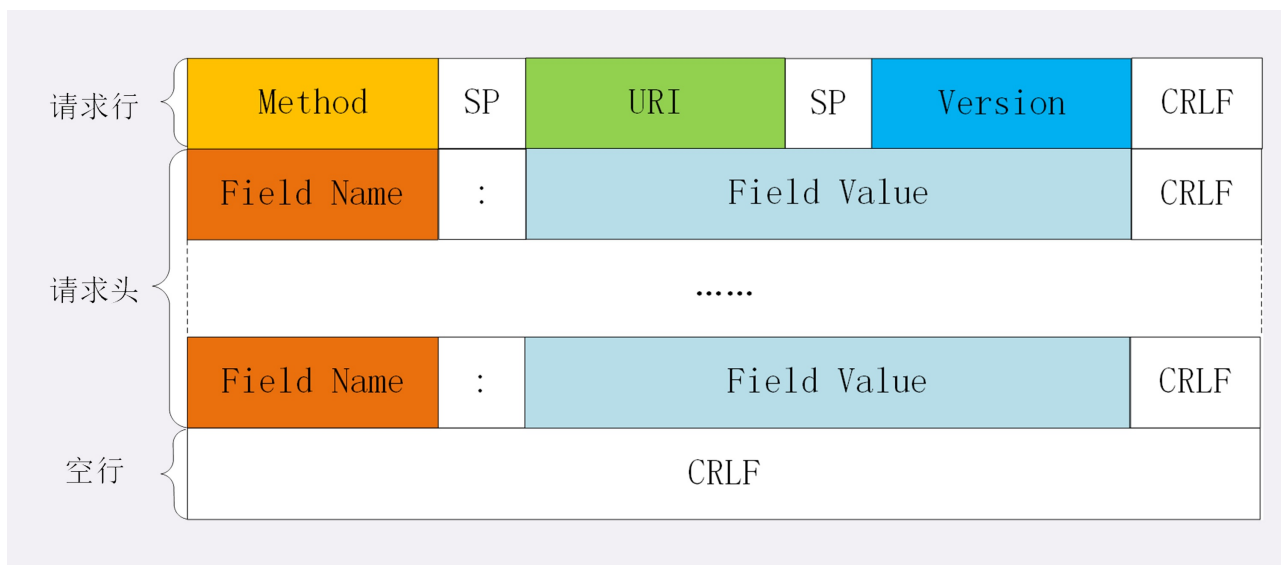 请求行 Method SP URI SP Version CRLF
Field Name : Field Value CRLF
请求头 ……
Field Name : Field Value CRLF
空行 CRLF